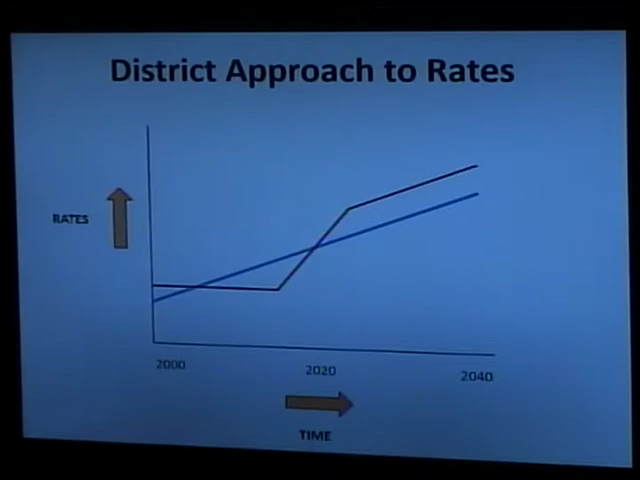 District Approach to Rates
RATES
2000
2020
2040
TIME